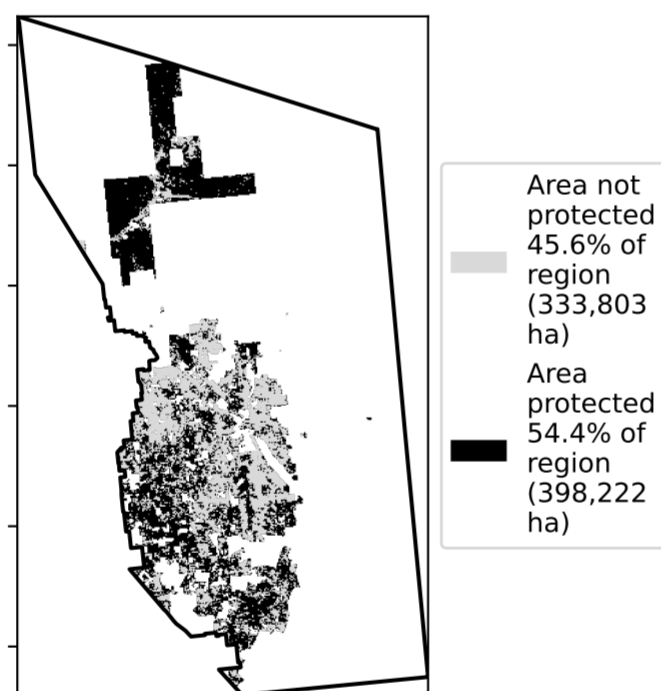 Area not
protected
45.6% of
region
(333,803
ha)
Area
protected
54.4% of
region
(398,222
ha)